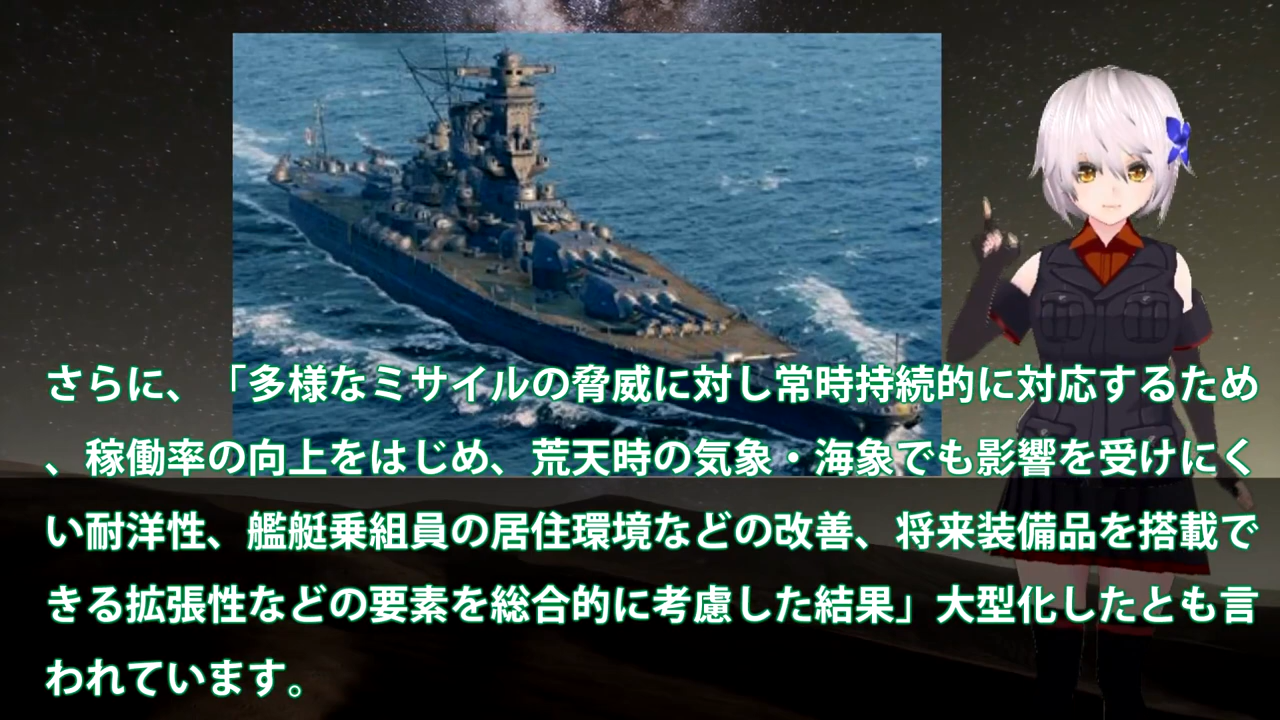 さらに、「多様なミサイルの脅威に対し常時持続的に対応するため
、稼働率の向上をはじめ、荒天時の気象・海象でも影響を受けにく
い耐洋性、艦艇乗組員の居住環境などの改善、将来装備品を搭載で
きる拡張性などの要素を総合的に考慮した結果」大型化したとも言
われています。